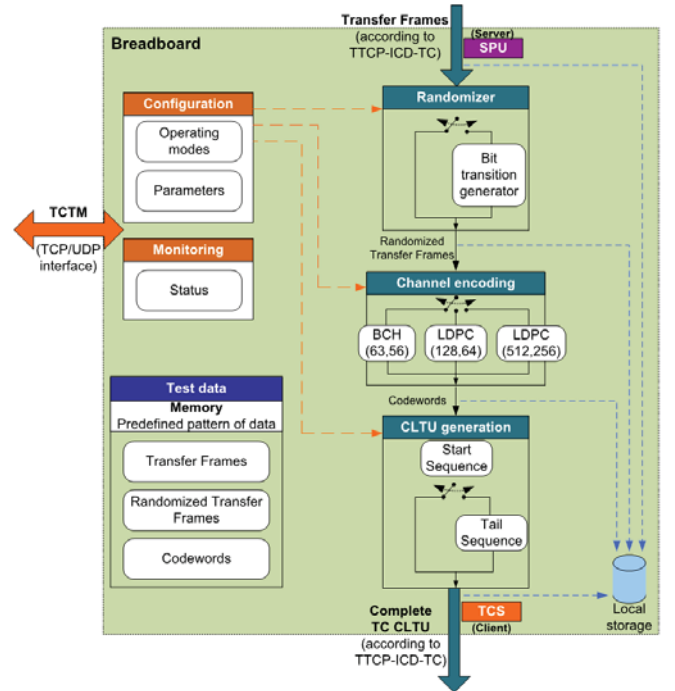 Transfer Frames
(according to
TTCP-ICD-TC)
(Server)
SPU
Breadboard
Configuration
Operating
modes
Parameters
Randomizer
Bit
transition
generator
TCTM
(TCP/UDP
interface)
Monitoring
Status
Randomized
Transfer Frames
Channel encoding
BCH
(63,56)
LDPC
(128,64)
LDPC
(512,256)
Codewords
Test data
Memory
Predefined pattern of data
Transfer Frames
Randomized Transfer
Frames
Codewords
CLTU generation
Start
Sequence
Tail
Sequence
Local
storage
Complete
TC CLTU
(according to
TTCP-ICD-TC)
TCS
(Client)